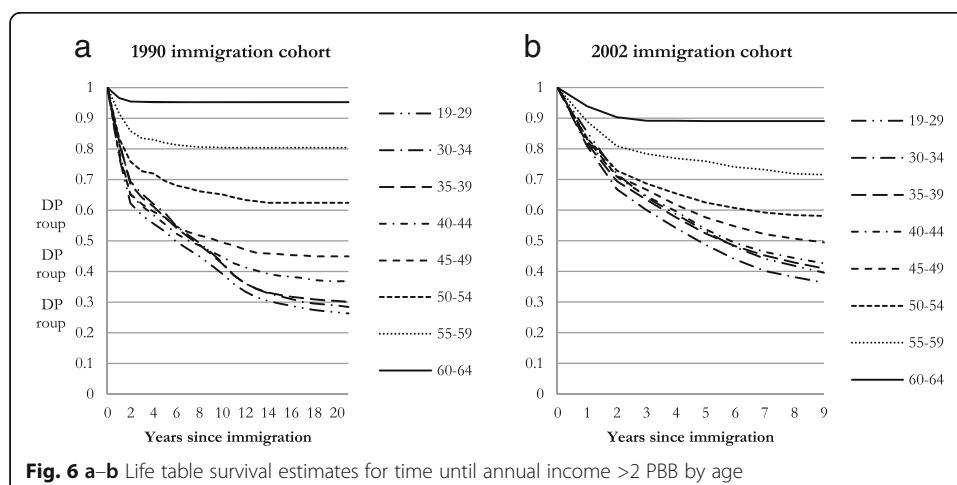 a
1990 immigration cohort
1
0.9
0.8
0.7
0.6
0.5
0.4
0.3
0.2
0.1
0
DP
roup
DP
roup
DP
roup
0 2 4 6 8 10 12 14 16 18 20
Years since immigration
19-29
30-34
35-39
40-44
45-49
50-54
55-59
60-64
b
2002 immigration cohort
1
0.9
0.8
0.7
0.6
0.5
0.4
0.3
0.2
0.1
0
0 1 2 3 4 5 6 7 8 9
Years since immigration
19-29
30-34
35-39
40-44
45-49
50-54
55-59
60-64
Fig. 6 a–b Life table survival estimates for time until annual income >2 PBB by age